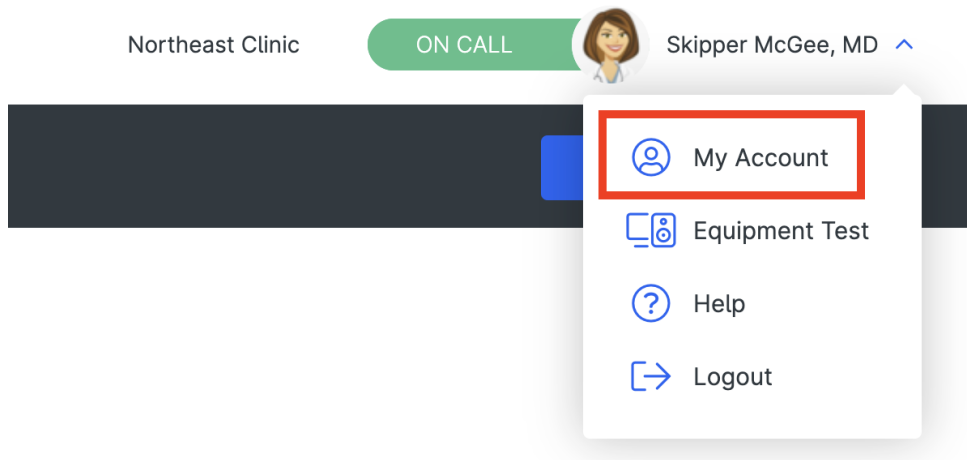 Northeast Clinic
ON CALL
Skipper McGee, MD
My Account
Equipment Test
Help
Logout